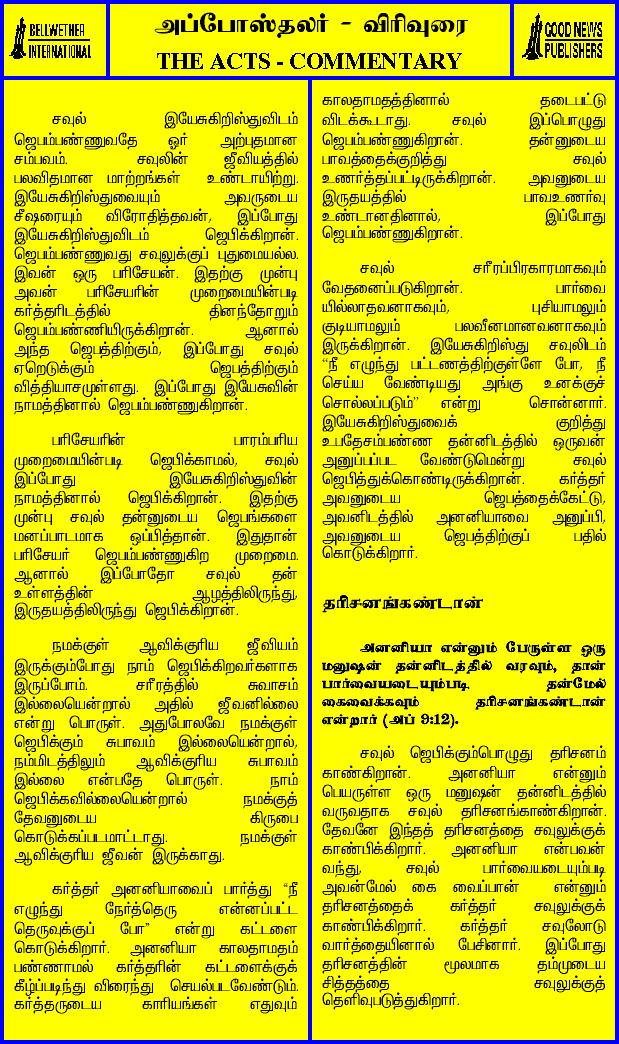 BELLWETHER
INTERNATIONAL
அப்போஸ்தலர் - விரிவுரை
THE ACTS - COMMENTARY
GOOD NEWS
PUBLISHERS
சவுல் இயேசுகிறிஸ்துவிடம்
ஜெபம்பண்ணுவதே ஓர் அற்புதமான
சம்பவம். சவுலின் ஜீவியத்தில்
பலவிதமான மாற்றங்கள் உண்டாயிற்று.
இயேசுகிறிஸ்துவையும் அவருடைய
சீஷரையும் விரோதித்தவன், இப்போது
இயேசுகிறிஸ்துவிடம் ஜெபிக்கிறான்.
ஜெபம்பண்ணுவது சவுலுக்குப் புதுமையல்ல.
இவன் ஒரு பரிசேயன். இதற்கு முன்பு
அவன் பரிசேயரின் முறைமையின்படி
கர்த்தரிடத்தில் தினந்தோறும்
ஜெபம்பண்ணியிருக்கிறான். ஆனால்
அந்த ஜெபத்திற்கும், இப்போது சவுல்
ஏறெடுக்கும் ஜெபத்திற்கும்
வித்தியாசமுள்ளது. இப்போது இயேசுவின்
நாமத்தினால் ஜெபம்பண்ணுகிறான்.
பரிசேயரின் பாரம்பரிய
முறைமையின்படி ஜெபிக்காமல், சவுல்
இப்போது இயேசுகிறிஸ்துவின்
நாமத்தினால் ஜெபிக்கிறான். இதற்கு
முன்பு சவுல் தன்னுடைய ஜெபங்களை
மனப்பாடமாக ஒப்பித்தான். இதுதான்
பரிசேயர் ஜெபம்பண்ணுகிற முறைமை.
ஆனால் இப்போதோ சவுல் தன்
உள்ளத்தின் ஆழத்திலிருந்து,
இருதயத்திலிருந்து ஜெபிக்கிறான்.
நமக்குள் ஆவிக்குரிய ஜீவியம்
இருக்கும்போது நாம் ஜெபிக்கிறவர்களாக
இருப்போம். சரீரத்தில் சுவாசம்
இல்லையென்றால் அதில் ஜீவனில்லை
என்று பொருள். அதுபோலவே நமக்குள்
ஜெபிக்கும் சுபாவம் இல்லையென்றால்,
நம்மிடத்திலும் ஆவிக்குரிய சுபாவம்
இல்லை என்பதே பொருள். நாம்
ஜெபிக்கவில்லையென்றால் நமக்குத்
தேவனுடைய கிருபை
கொடுக்கப்படமாட்டாது. நமக்குள்
ஆவிக்குரிய ஜீவன் இருக்காது.
கர்த்தர் அனனியாவைப் பார்த்து "நீ
எழுந்து நேர்த்தெரு என்னப்பட்ட
தெருவுக்குப் போ" என்று கட்டளை
கொடுக்கிறார். அனனியா காலதாமதம்
பண்ணாமல் கர்த்தரின் கட்டளைக்குக்
கீழ்ப்படிந்து விரைந்து செயல்படவேண்டும்.
கர்த்தருடைய காரியங்கள் எதுவும்
காலதாமதத்தினால் தடைபட்டு
விடக்கூடாது. சவுல் இப்பொழுது
ஜெபம்பண்ணுகிறான். தன்னுடைய
பாவத்தைக்குறித்து சவுல்
உணர்த்தப்பட்டிருக்கிறான். அவனுடைய
இருதயத்தில் பாவஉணர்வு
உண்டானதினால், இப்போது
ஜெபம்பண்ணுகிறான்.
சவுல் சரீரப்பிரகாரமாகவும்
வேதனைப்படுகிறான். பார்வை
யில்லாதவனாகவும், புசியாமலும்
குடியாமலும் பலவீனமானவனாகவும்
இருக்கிறான். இயேசுகிறிஸ்து சவுலிடம்
"நீ எழுந்து பட்டணத்திற்குள்ளே போ, நீ
செய்ய வேண்டியது அங்கு உனக்குச்
சொல்லப்படும்" என்று சொன்னார்.
இயேசுகிறிஸ்துவைக் குறித்து
உபதேசம்பண்ண தன்னிடத்தில் ஒருவன்
அனுப்பப்பட வேண்டுமென்று சவுல்
ஜெபித்துக்கொண்டிருக்கிறான். கர்த்தர்
அவனுடைய ஜெபத்தைக்கேட்டு,
அவனிடத்தில் அனனியாவை அனுப்பி,
அவனுடைய ஜெபத்திற்குப் பதில்
கொடுக்கிறார்.
தரிசனங்கண்டான்
அனனியா என்னும் பேருள்ள ஒரு
மனுஷன் தன்னிடத்தில் வரவும், தான்
பார்வையடையும்படி தன்மேல்
கைவைக்கவும் தரிசனங்கண்டான்
என்றார் (அப் 9:12).
சவுல் ஜெபிக்கும்பொழுது தரிசனம்
காண்கிறான். அனனியா என்னும்
பெயருள்ள ஒரு மனுஷன் தன்னிடத்தில்
வருவதாக சவுல் தரிசனங்காண்கிறான்.
தேவனே இந்தத் தரிசனத்தை சவுலுக்குக்
காண்பிக்கிறார். அனனியா என்பவன்
வந்து, சவுல் பார்வையடையும்படி
அவன்மேல் கை வைப்பான் என்னும்
தரிசனத்தைக் கர்த்தர் சவுலுக்குக்
காண்பிக்கிறார். கர்த்தர் சவுலோடு
வார்த்தையினால் பேசினார். இப்போது
தரிசனத்தின் மூலமாக தம்முடைய
சித்தத்தை சவுலுக்குத்
தெளிவுபடுத்துகிறார்.